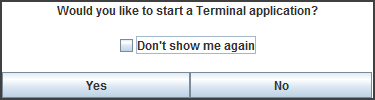 Would you like to start a Terminal application?
Don't show me again
Yes No